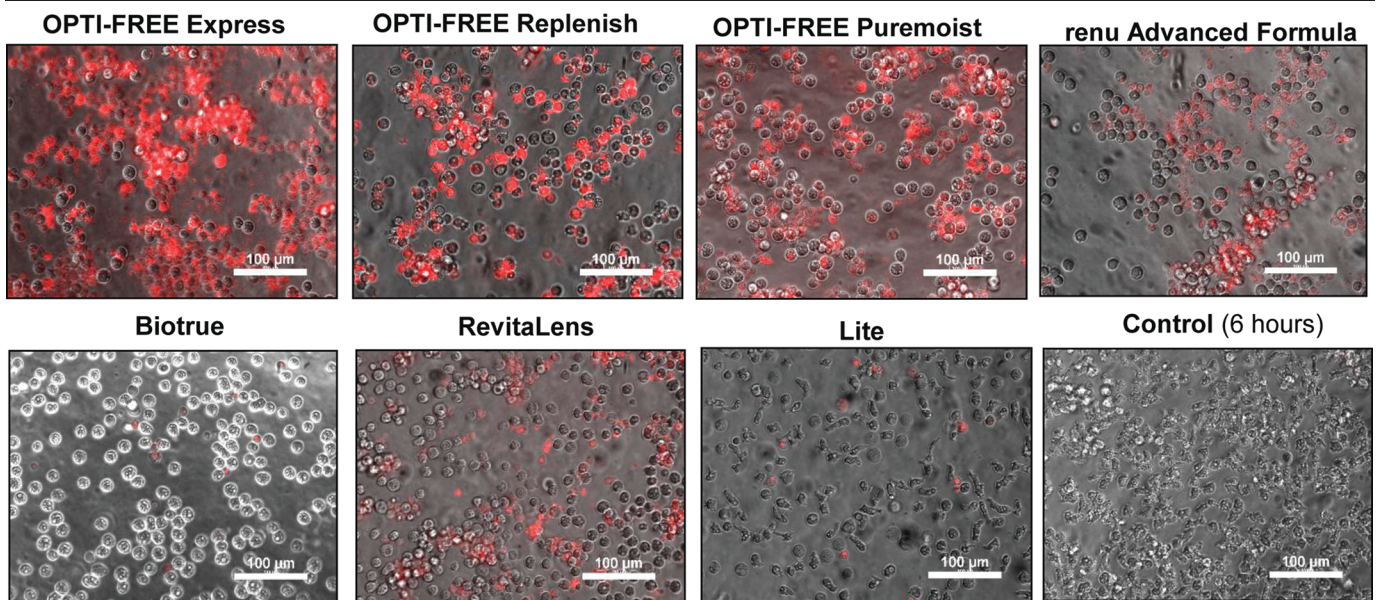 OPTI-FREE Express
OPTI-FREE Replenish
OPTI-FREE Puremoist
renu Advanced Formula
100 µm
100 µm
100 µm
100 µm
Biotrue
RevitaLens
Lite
Control (6 hours)
100 µm
100 µm
100 µm
100 µm